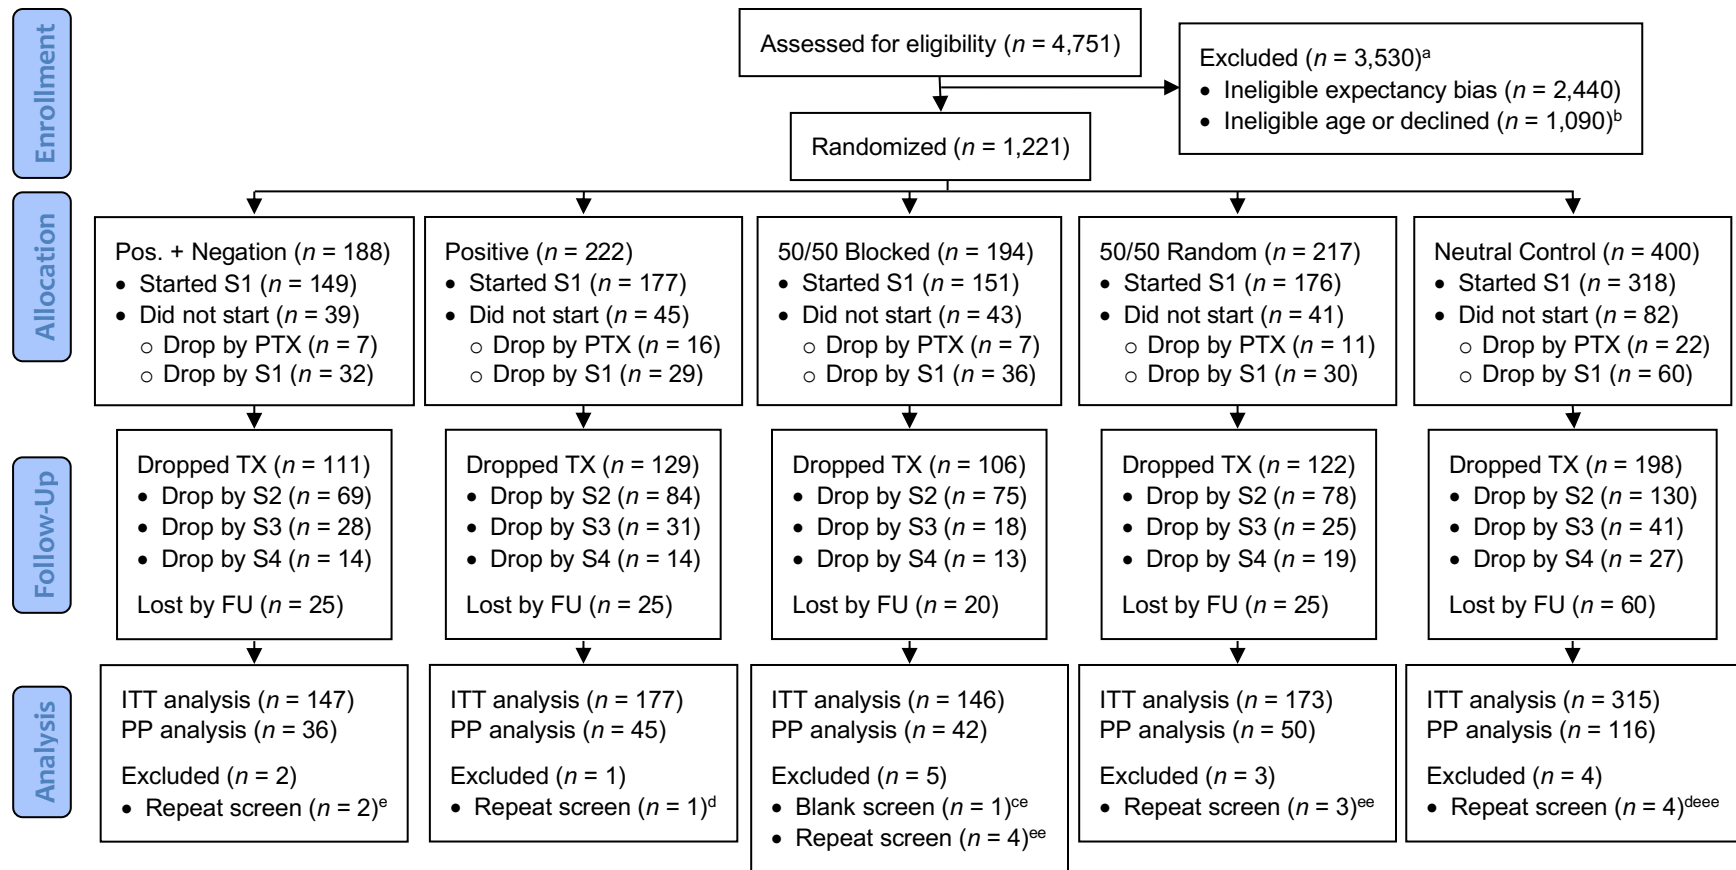 Enrollment
Assessed for eligibility (n = 4,751)
Excluded (n = 3,530)a
• Ineligible expectancy bias (n = 2,440)
• Ineligible age or declined (n = 1,090)b
Randomized (n = 1,221)
Allocation
Pos. + Negation (n = 188)
• Started S1 (n = 149)
• Did not start (n = 39)
o Drop by PTX (n = 7)
o Drop by S1 (n = 32)
Positive (n = 222)
• Started S1 (n = 177)
• Did not start (n = 45)
o Drop by PTX (n = 16)
o Drop by S1 (n = 29)
50/50 Blocked (n = 194)
• Started S1 (n = 151)
• Did not start (n = 43)
o Drop by PTX (n = 7)
o Drop by S1 (n = 36)
50/50 Random (n = 217)
• Started S1 (n = 176)
• Did not start (n = 41)
o Drop by PTX (n = 11)
o Drop by S1 (n = 30)
Neutral Control (n = 400)
• Started S1 (n = 318)
• Did not start (n = 82)
o Drop by PTX (n = 22)
o Drop by S1 (n = 60)
Follow-Up
Dropped TX (n = 111)
• Drop by S2 (n = 69)
• Drop by S3 (n = 28)
• Drop by S4 (n = 14)
Lost by FU (n = 25)
Dropped TX (n = 129)
• Drop by S2 (n = 84)
• Drop by S3 (n = 31)
• Drop by S4 (n = 14)
Lost by FU (n = 25)
Dropped TX (n = 106)
• Drop by S2 (n = 75)
• Drop by S3 (n = 18)
• Drop by S4 (n = 13)
Lost by FU (n = 20)
Dropped TX (n = 122)
• Drop by S2 (n = 78)
• Drop by S3 (n = 25)
• Drop by S4 (n = 19)
Lost by FU (n = 25)
Dropped TX (n = 198)
• Drop by S2 (n = 130)
• Drop by S3 (n = 41)
• Drop by S4 (n = 27)
Lost by FU (n = 60)
Analysis
ITT analysis (n = 147)
PP analysis (n = 36)
Excluded (n = 2)
• Repeat screen (n = 2)e
ITT analysis (n = 177)
PP analysis (n = 45)
Excluded (n = 1)
• Repeat screen (n = 1)d
ITT analysis (n = 146)
PP analysis (n = 42)
Excluded (n = 5)
• Blank screen (n = 1)ce
• Repeat screen (n = 4)ee
ITT analysis (n = 173)
PP analysis (n = 50)
Excluded (n = 3)
• Repeat screen (n = 3)ee
ITT analysis (n = 315)
PP analysis (n = 116)
Excluded (n = 4)
• Repeat screen (n = 4)deee